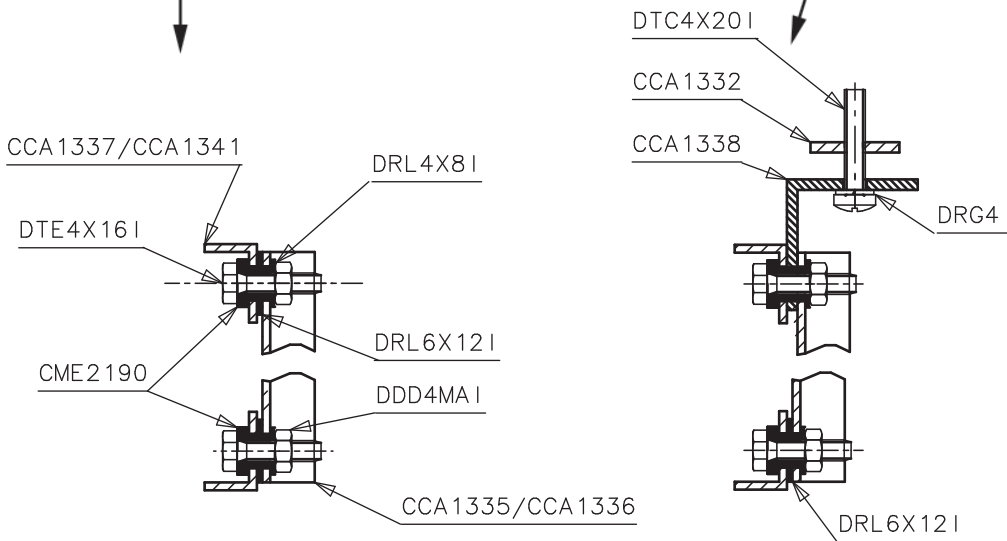 DTC4X20I
CCA1332
CCA1338
DRG4
CCA1337/CCA1341
DRL4X8I
DTE4X16I
DRL6X12I
CME2190
DDD4MAI
CCA1335/CCA1336
DRL6X12I